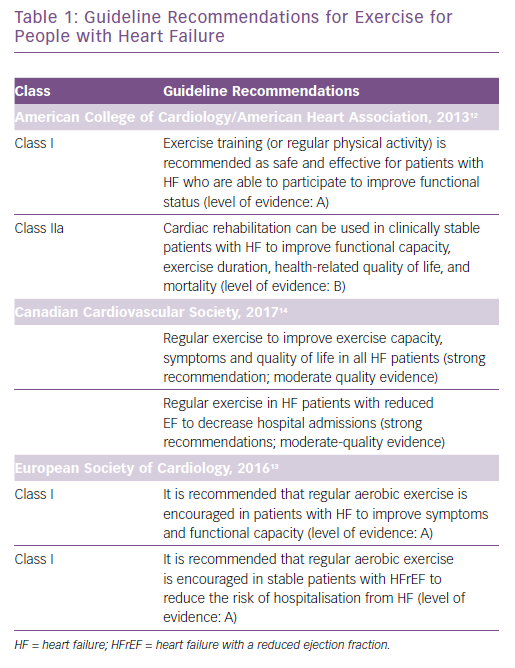 Table 1: Guideline Recommendations for Exercise for
People with Heart Failure
Class Guideline Recommendations
American College of Cardiology/American Heart Association, 2013¹²
Class I Exercise training (or regular physical activity) is
recommended as safe and effective for patients with
HF who are able to participate to improve functional
status (level of evidence: A)
Class IIa Cardiac rehabilitation can be used in clinically stable
patients with HF to improve functional capacity,
exercise duration, health-related quality of life, and
mortality (level of evidence: B)
Canadian Cardiovascular Society, 2017¹⁴
Regular exercise to improve exercise capacity,
symptoms and quality of life in all HF patients (strong
recommendation; moderate quality evidence)
Regular exercise in HF patients with reduced
EF to decrease hospital admissions (strong
recommendations; moderate-quality evidence)
European Society of Cardiology, 2016¹³
Class I It is recommended that regular aerobic exercise is
encouraged in patients with HF to improve symptoms
and functional capacity (level of evidence: A)
Class I It is recommended that regular aerobic exercise
is encouraged in stable patients with HFrEF to
reduce the risk of hospitalisation from HF (level of
evidence: A)
HF = heart failure; HFrEF = heart failure with a reduced ejection fraction.